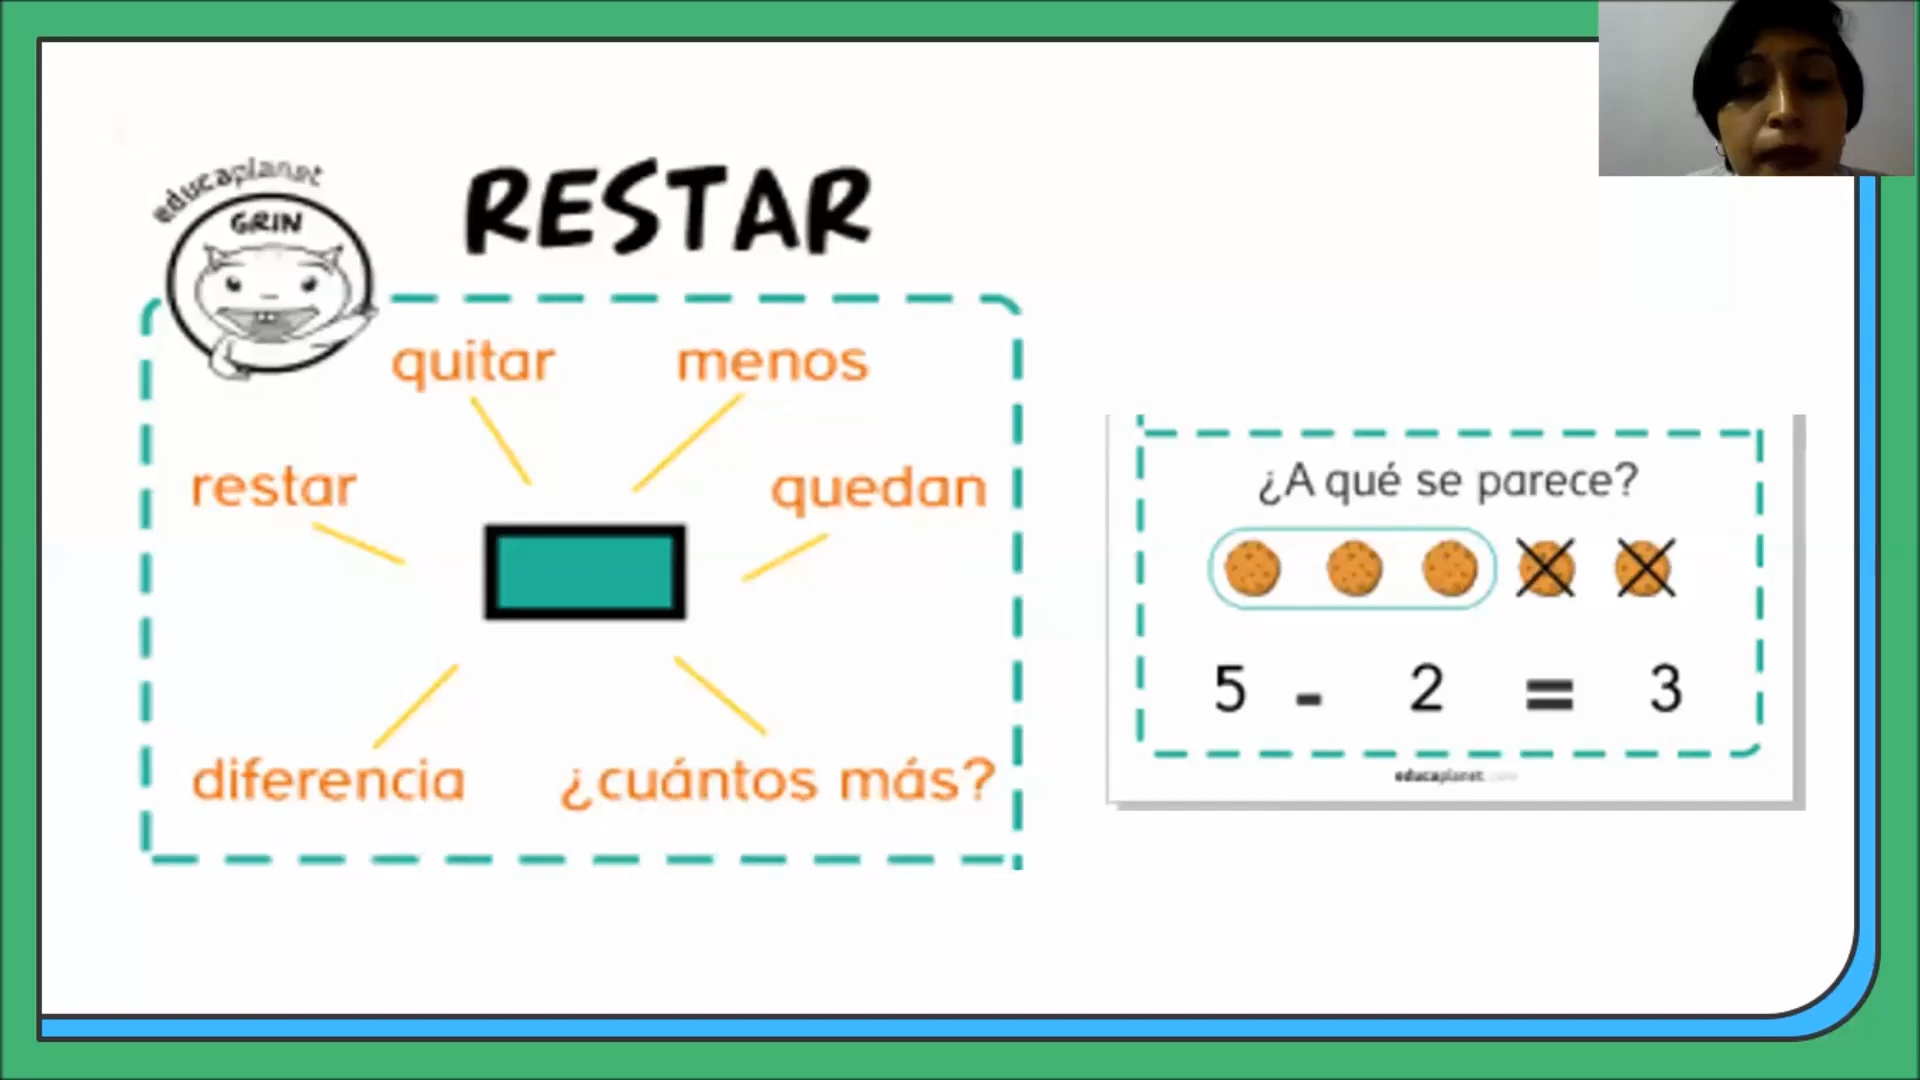 educaplanet
GRIN
RESTAR
quitar
menos
restar
quedan
diferencia
¿cuántos más?
¿A qué se parece?
5 - 2 = 3
educaplanet